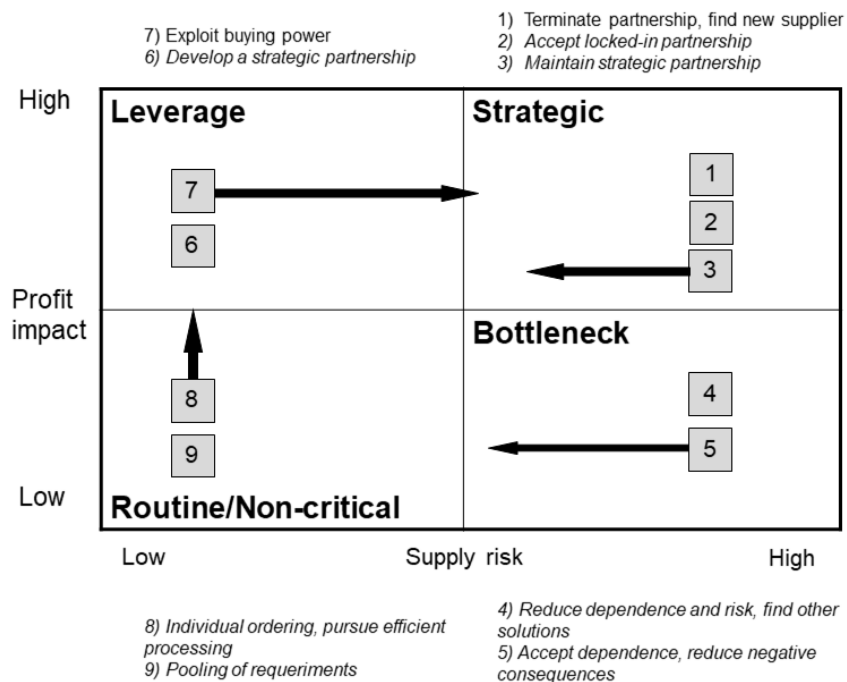 7) Exploit buying power
6) Develop a strategic partnership
1) Terminate partnership, find new supplier
2) Accept locked-in partnership
3) Maintain strategic partnership
High
Leverage
Strategic
7
1
6
2
3
Profit
impact
Bottleneck
8
4
9
5
Low
Routine/Non-critical
Low
Supply risk
High
8) Individual ordering, pursue efficient
processing
9) Pooling of requeriments
4) Reduce dependence and risk, find other
solutions
5) Accept dependence, reduce negative
consequences